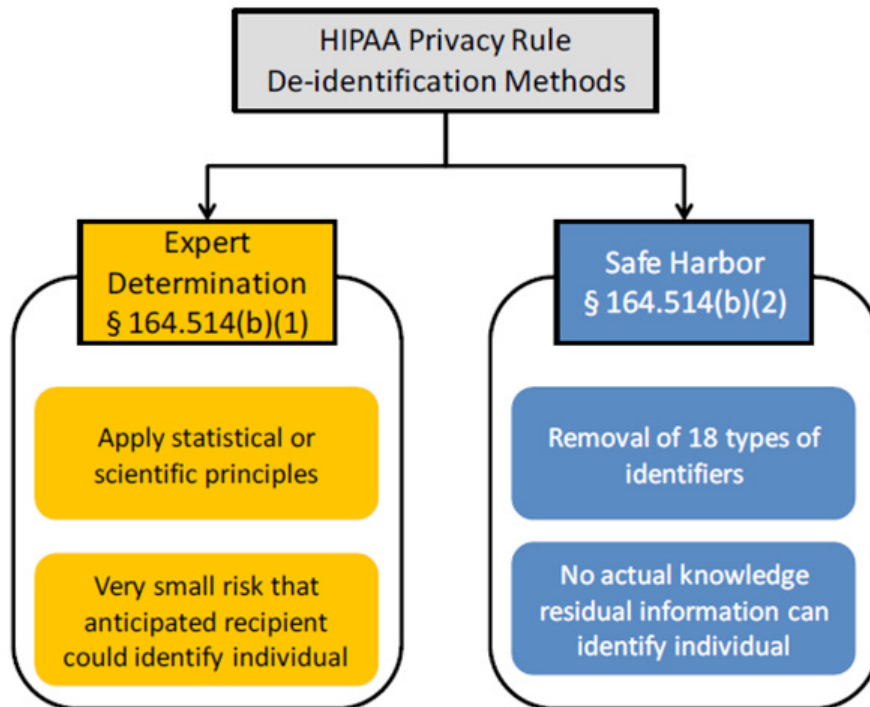 HIPAA Privacy Rule
De-identification Methods
Expert
Determination
§ 164.514(b)(1)
Apply statistical or
scientific principles
Very small risk that
anticipated recipient
could identify individual
Safe Harbor
§ 164.514(b)(2)
Removal of 18 types of
identifiers
No actual knowledge
residual information can
identify individual